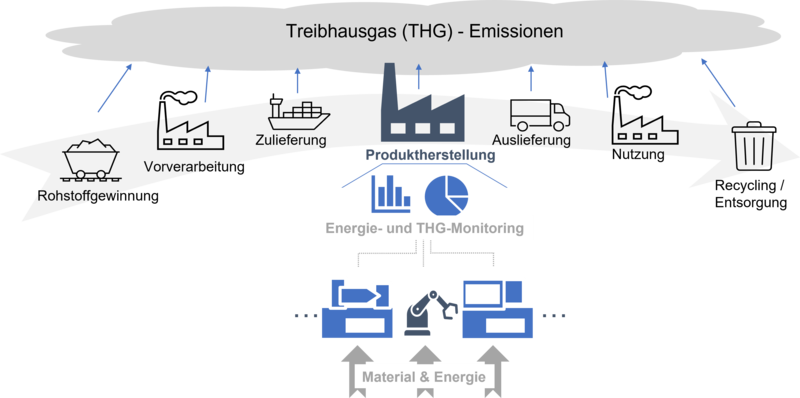 Treibhausgas (THG) - Emissionen
Rohstoffgewinnung
Vorverarbeitung
Zulieferung
Produktherstellung
Auslieferung
Nutzung
Recycling /
Entsorgung
Energie- und THG-Monitoring
...
...
Material & Energie